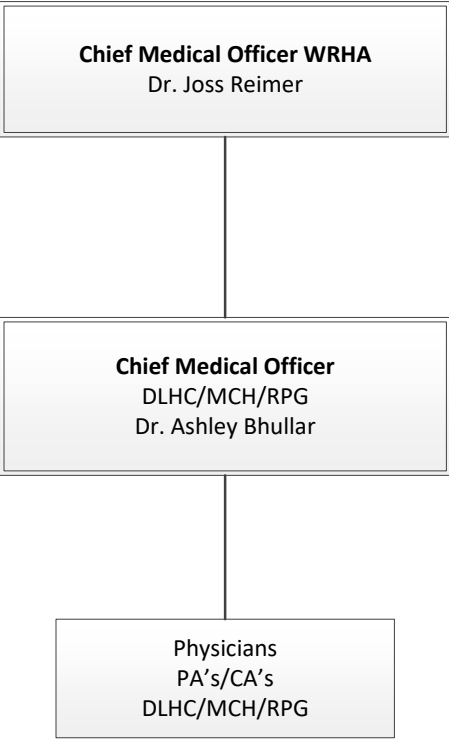 Chief Medical Officer WRHA
Dr. Joss Reimer
Chief Medical Officer
DLHC/MCH/RPG
Dr. Ashley Bhullar
Physicians
PA’s/CA’s
DLHC/MCH/RPG